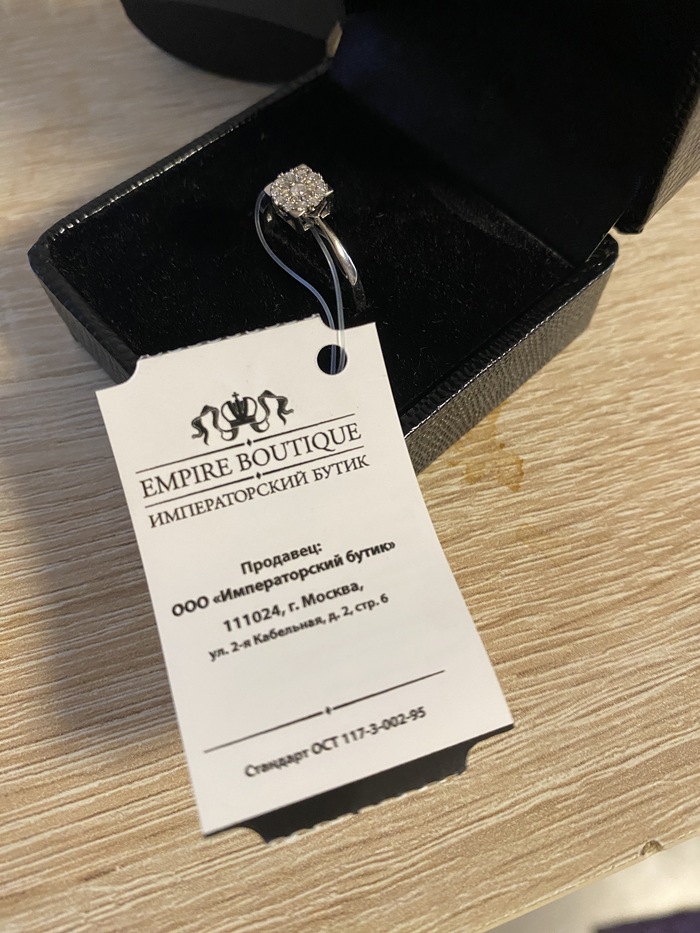 EMPIRE BOUTIQUE
ИМПЕРАТОРСКИЙ БУТИК
Продавец:
ООО «Императорский бутик»
111024, г. Москва,
ул. 2-я Кабельная, д. 2, стр. 6
Стандарт ОСТ 117-3-002-95